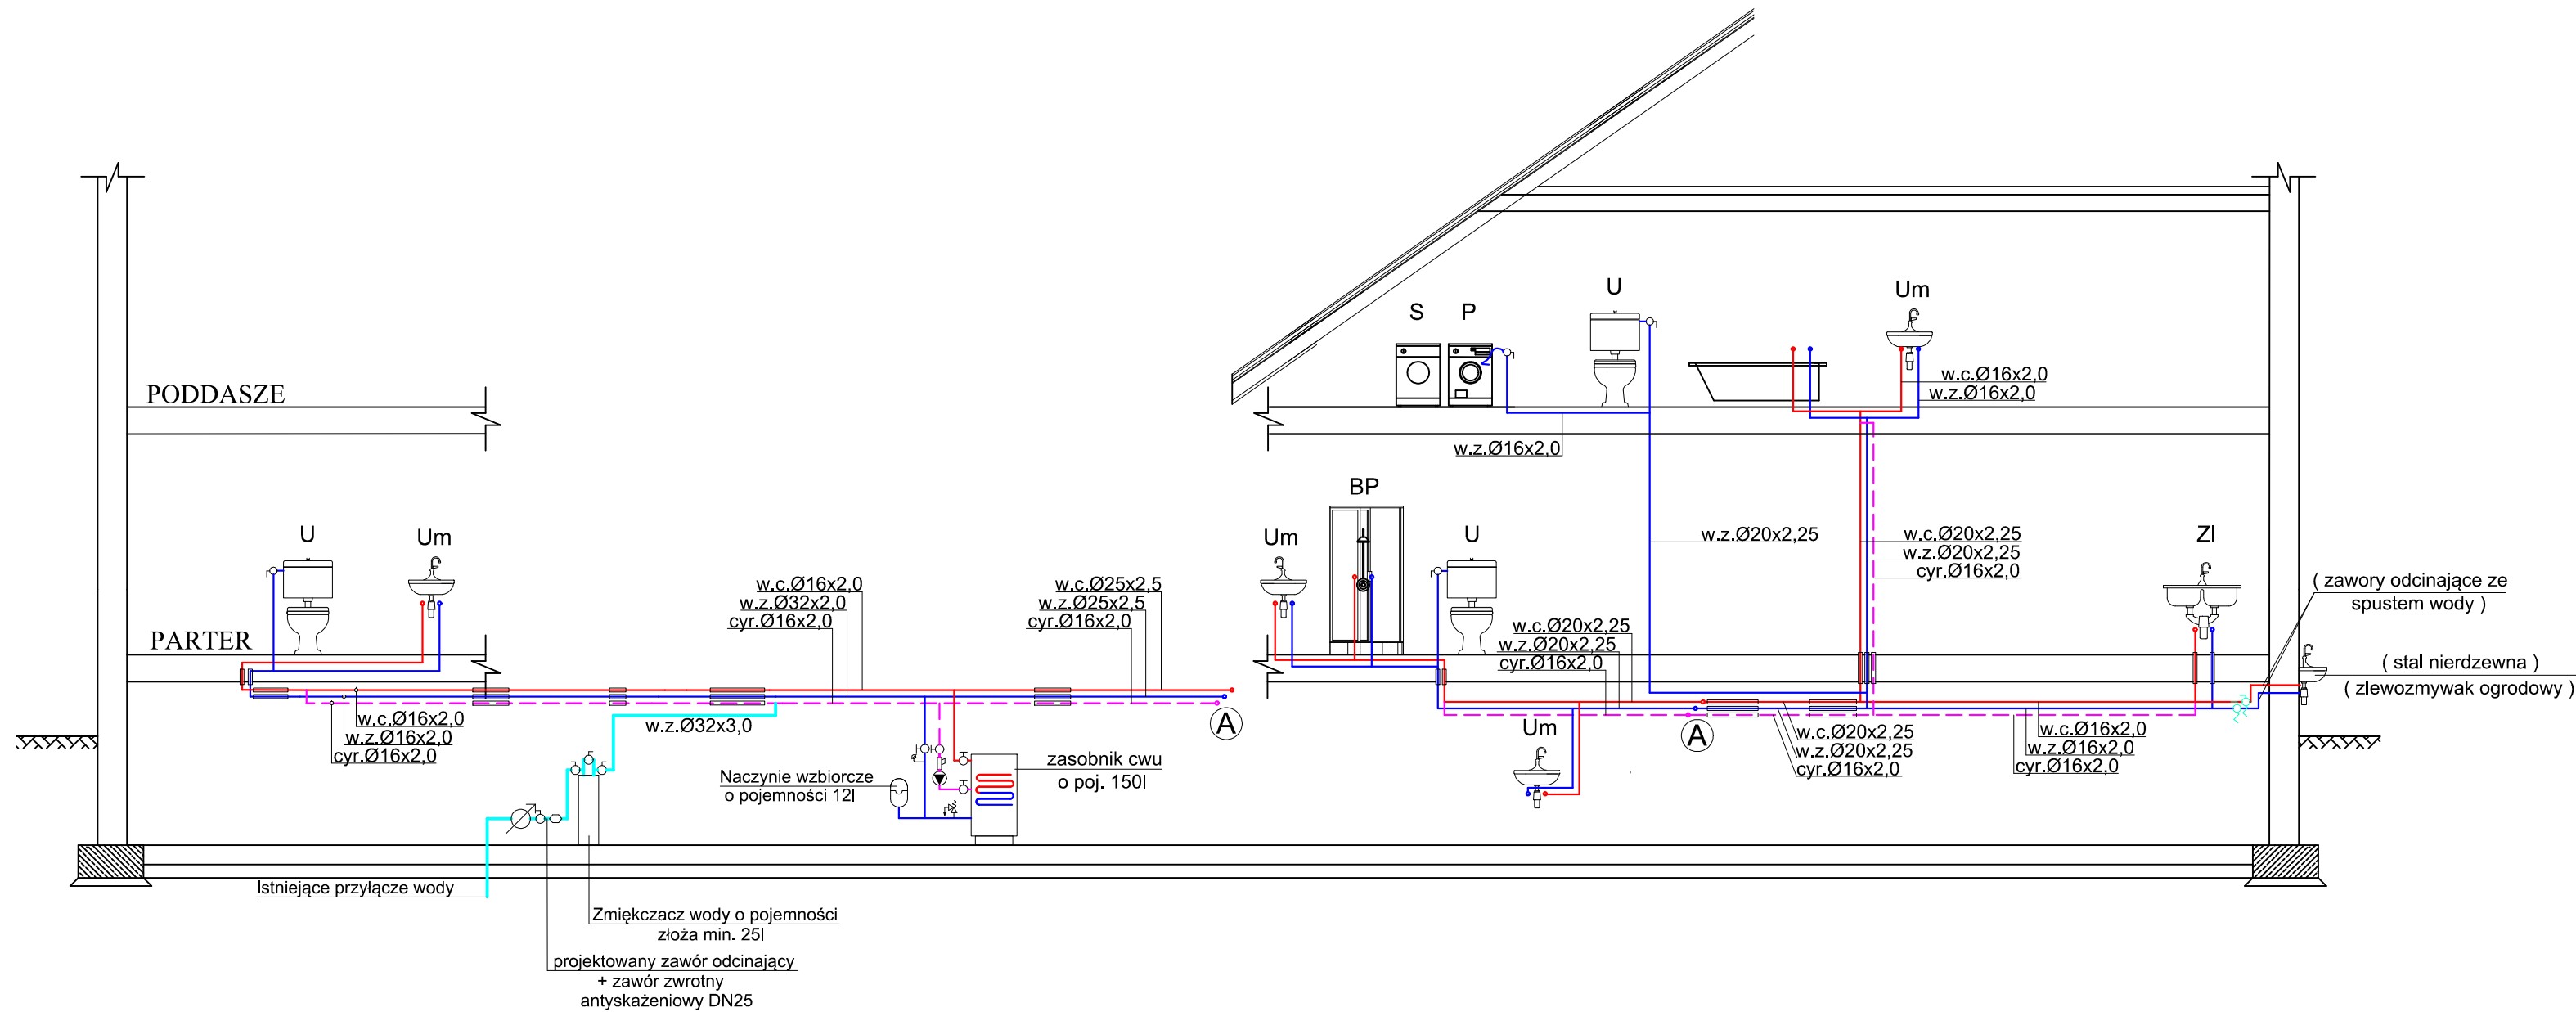 U
S
P
Um
w.c.Ø16x2,0
w.z.Ø16x2,0
PODDASZE
w.z.Ø16x2,0
BP
U
Um
Um
U
w.z.Ø20x2,25
w.c.Ø20x2,25
w.z.Ø20x2,25
cyr.Ø16x2,0
Zl
( zawory odcinające ze
spustem wody )
w.c.Ø16x2,0
w.z.Ø32x2,0
cyr.Ø16x2,0
w.c.Ø25x2,5
w.z.Ø25x2,5
cyr.Ø16x2,0
PARTER
w.c.Ø20x2,25
w.z.Ø20x2,25
cyr.Ø16x2,0
( stal nierdzewna )
( zlewozmywak ogrodowy )
w.c.Ø16x2,0
w.z.Ø16x2,0
cyr.Ø16x2,0
w.z.Ø32x3,0
A
Um
A
w.c.Ø20x2,25
w.z.Ø20x2,25
cyr.Ø16x2,0
w.c.Ø16x2,0
w.z.Ø16x2,0
cyr.Ø16x2,0
Naczynie wzbiorcze
o pojemności 12l
zasobnik cwu
o poj. 150l
Istniejące przyłącze wody
Zmiękczacz wody o pojemności
złoża min. 25l
projektowany zawór odcinający
+ zawór zwrotny
antyskażeniowy DN25